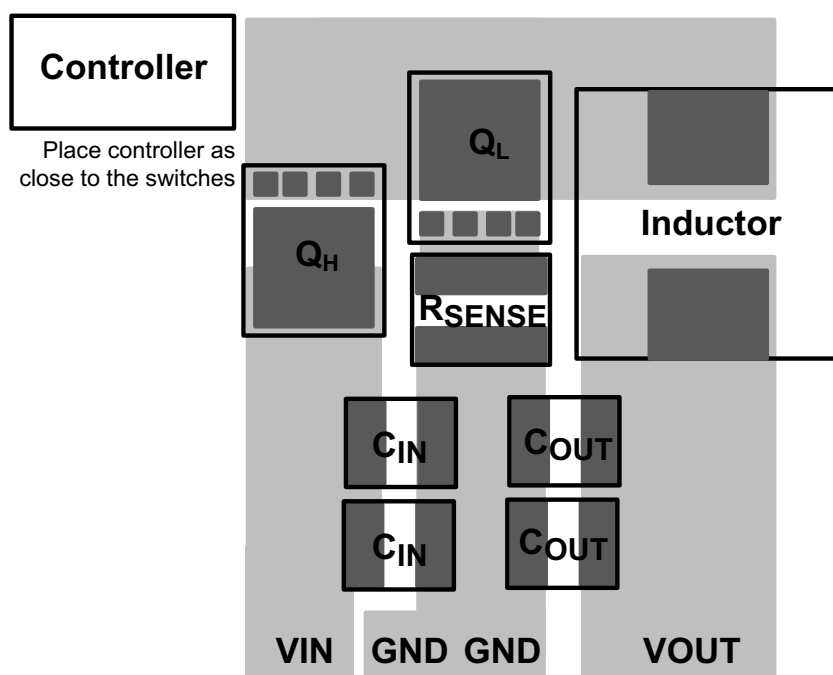 Controller
Place controller as
close to the switches
QL
QH
Inductor
RSENSE
CIN
COUT
CIN
COUT
VIN GND GND VOUT